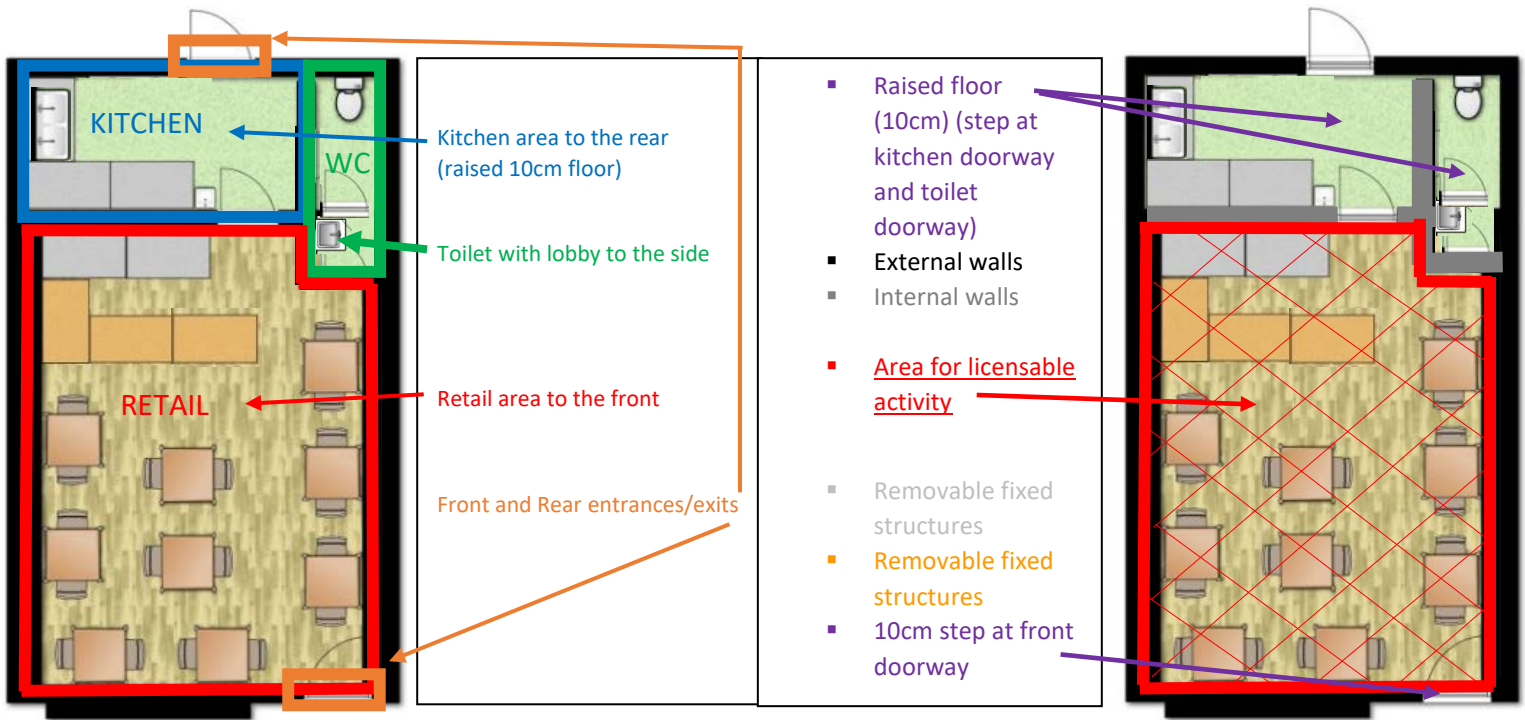 KITCHEN
WC
RETAIL
Kitchen area to the rear
(raised 10cm floor)
Toilet with lobby to the side
Retail area to the front
Front and Rear entrances/exits
▪ Raised floor
(10cm) (step at
kitchen doorway
and toilet
doorway)
▪ External walls
▪ Internal walls
▪ Area for licensable
activity
▪ Removable fixed
structures
▪ Removable fixed
structures
▪ 10cm step at front
doorway